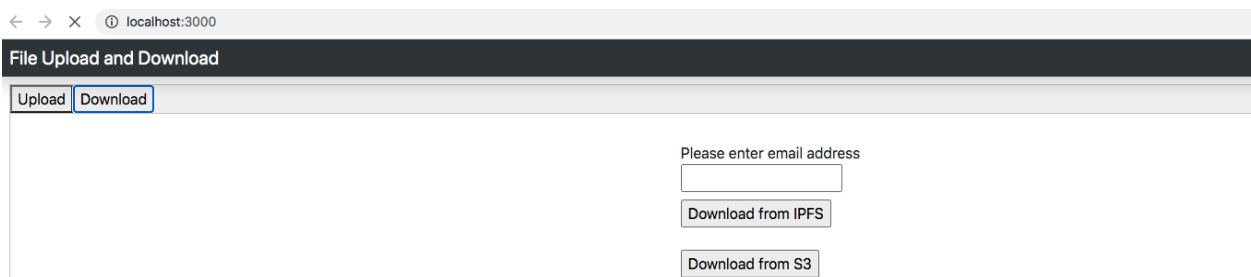 localhost:3000
File Upload and Download
Upload Download
Please enter email address
Download from IPFS
Download from S3